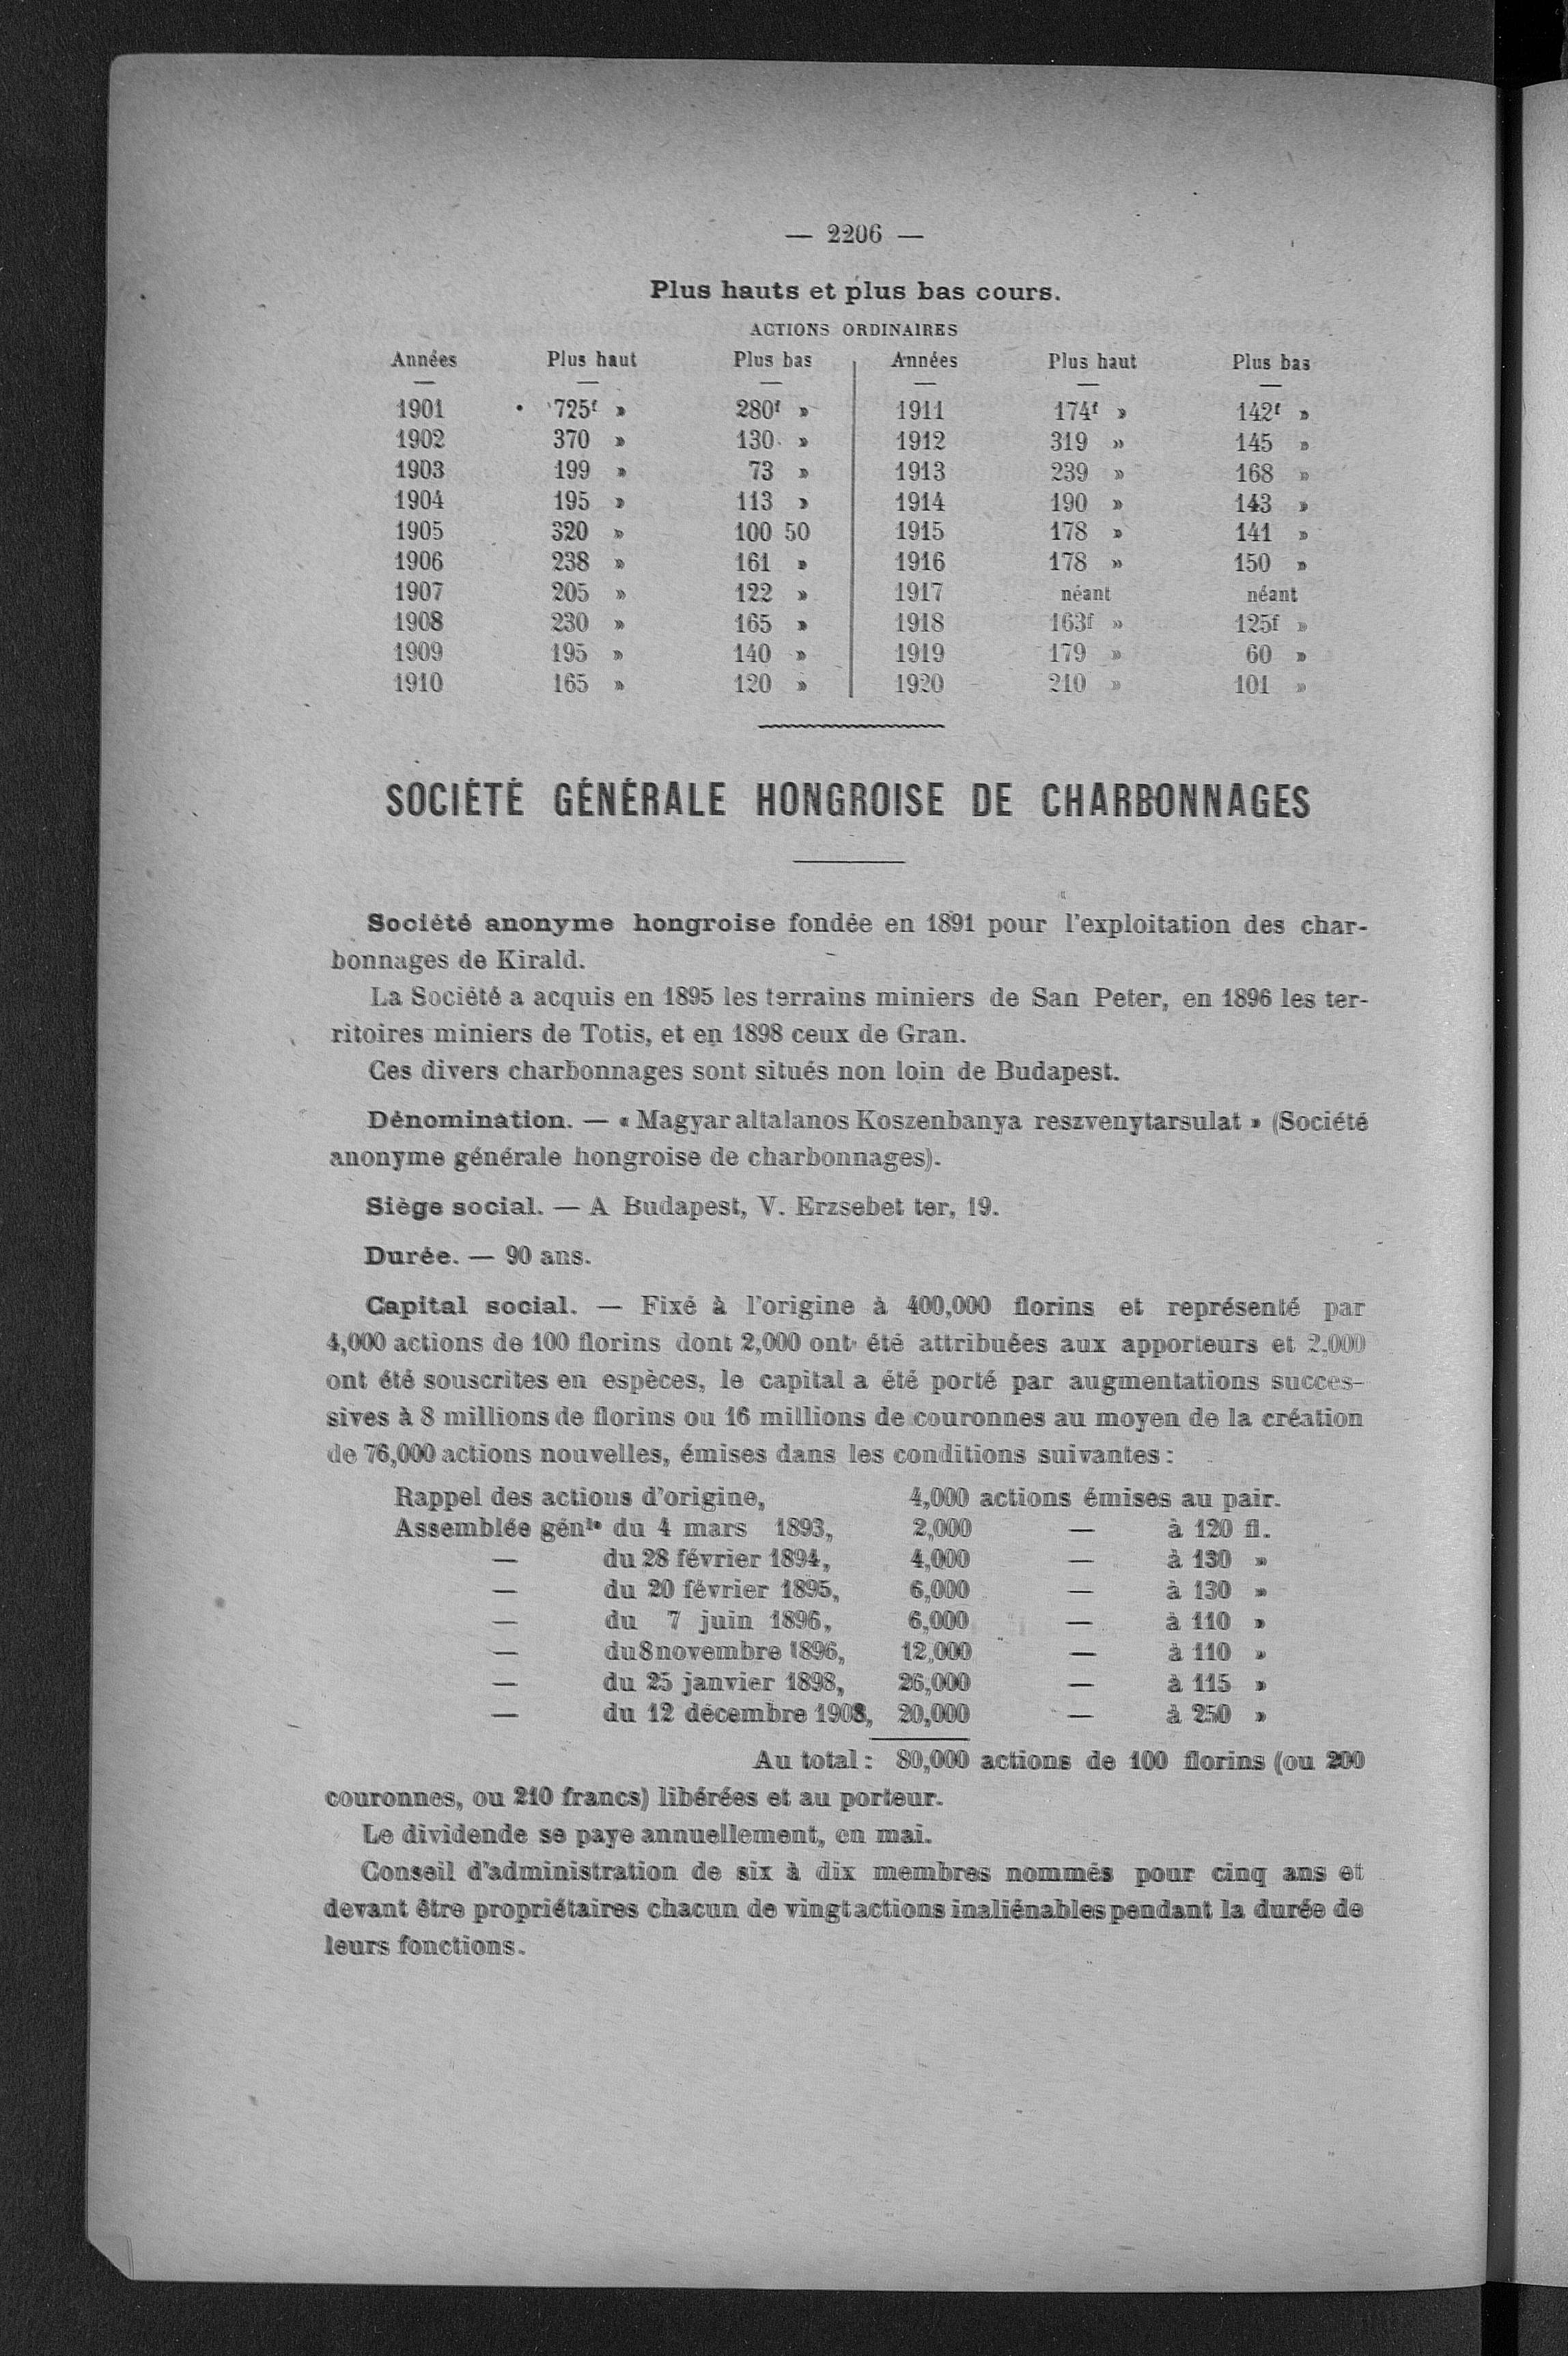 — 2206 —
Plus hauts et plus bas cours.
ACTIONS ORDINAIRES
Années Plus haut Plus bas Années Plus haut Plus bas
1901 725f » 280f » 1911 174f » 142f »
1902 370 » 130 » 1912 319 » 145 »
1903 199 » 73 » 1913 239 » 168 »
1904 195 » 113 » 1914 190 » 143 »
1905 320 » 100 50 1915 178 » 141 »
1906 238 » 161 » 1916 178 » 150 »
1907 205 » 122 » 1917 néant néant
1908 230 » 165 » 1918 163f » 125f »
1909 195 » 140 » 1919 179 » 60 »
1910 165 » 120 » 1920 210 » 101 »
SOCIÉTÉ GÉNÉRALE HONGROISE DE CHARBONNAGES
Société anonyme hongroise fondée en 1891 pour l'exploitation des char-
bonnages de Kirald.
La Société a acquis en 1895 les terrains miniers de San Peter, en 1896 les ter-
ritoires miniers de Totis, et en 1898 ceux de Gran.
Ces divers charbonnages sont situés non loin de Budapest.
Dénomination. — « Magyar altalanos Koszenbanya reszvenytarsulat » (Société
anonyme générale hongroise de charbonnages).
Siège social. — A Budapest, V. Erzsebet ter, 19.
Durée. — 90 ans.
Capital social. — Fixé à l'origine à 400,000 florins et représenté par
4,000 actions de 100 florins dont 2,000 ont été attribuées aux apporteurs et 2,000
ont été souscrites en espèces, le capital a été porté par augmentations succes-
sives à 8 millions de florins ou 16 millions de couronnes au moyen de la création
de 76,000 actions nouvelles, émises dans les conditions suivantes :
Rappel des actions d'origine, 4,000 actions émises au pair.
Assemblée génle du 4 mars 1893, 2,000 — à 120 fl.
— du 28 février 1894, 4,000 — à 130 »
— du 20 février 1895, 6,000 — à 130 »
— du 7 juin 1896, 6,000 — à 110 »
— du 8 novembre 1896, 12,000 — à 110 »
— du 25 janvier 1898, 26,000 — à 115 »
— du 12 décembre 1908, 20,000 — à 250 »
Au total : 80,000 actions de 100 florins (ou 200
couronnes, ou 210 francs) libérées et au porteur.
Le dividende se paye annuellement, en mai.
Conseil d'administration de six à dix membres nommés pour cinq ans et
devant être propriétaires chacun de vingt actions inaliénables pendant la durée de
leurs fonctions.